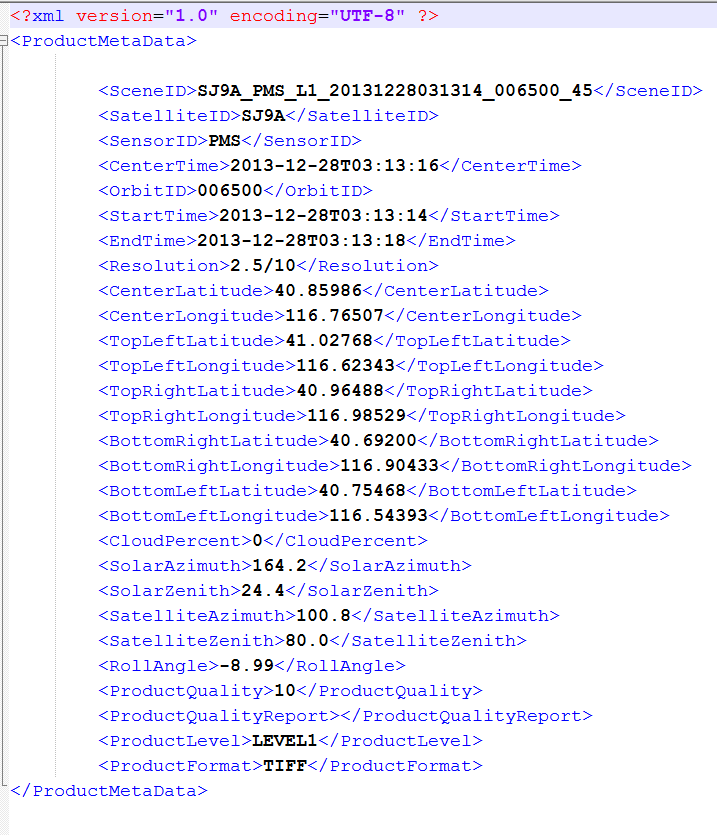 <?xml version="1.0" encoding="UTF-8" ?>
<ProductMetaData>
<SceneID>SJ9A_PMS_L1_20131228031314_006500_45</SceneID>
<SatelliteID>SJ9A</SatelliteID>
<SensorID>PMS</SensorID>
<CenterTime>2013-12-28T03:13:16</CenterTime>
<OrbitID>006500</OrbitID>
<StartTime>2013-12-28T03:13:14</StartTime>
<EndTime>2013-12-28T03:13:18</EndTime>
<Resolution>2.5/10</Resolution>
<CenterLatitude>40.85986</CenterLatitude>
<CenterLongitude>116.76507</CenterLongitude>
<TopLeftLatitude>41.02768</TopLeftLatitude>
<TopLeftLongitude>116.62343</TopLeftLongitude>
<TopRightLatitude>40.96488</TopRightLatitude>
<TopRightLongitude>116.98529</TopRightLongitude>
<BottomRightLatitude>40.69200</BottomRightLatitude>
<BottomRightLongitude>116.90433</BottomRightLongitude>
<BottomLeftLatitude>40.75468</BottomLeftLatitude>
<BottomLeftLongitude>116.54393</BottomLeftLongitude>
<CloudPercent>0</CloudPercent>
<SolarAzimuth>164.2</SolarAzimuth>
<SolarZenith>24.4</SolarZenith>
<SatelliteAzimuth>100.8</SatelliteAzimuth>
<SatelliteZenith>80.0</SatelliteZenith>
<RollAngle>-8.99</RollAngle>
<ProductQuality>10</ProductQuality>
<ProductQualityReport></ProductQualityReport>
<ProductLevel>LEVEL1</ProductLevel>
<ProductFormat>TIFF</ProductFormat>
</ProductMetaData>